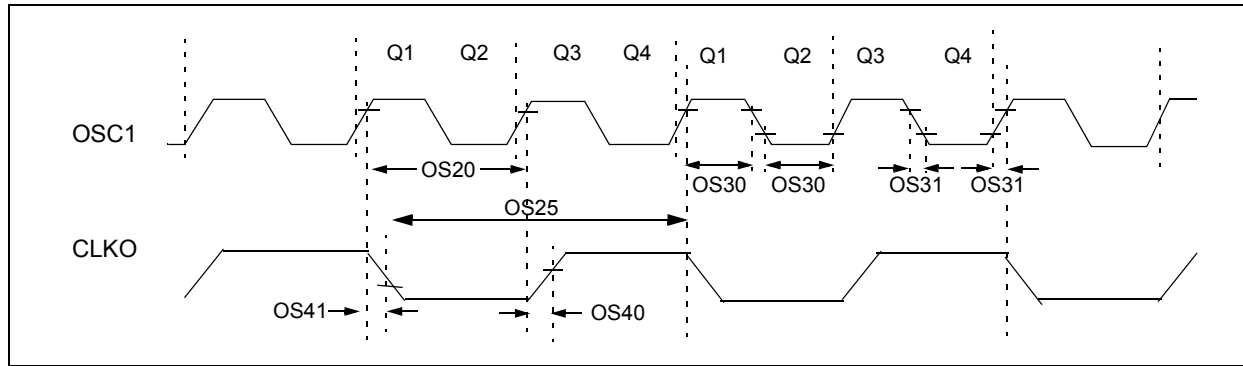 Q1 Q2 Q3 Q4 Q1 Q2 Q3 Q4
OSC1
OS20 OS30 OS30 OS31 OS31
OS25
CLKO
OS41 OS40